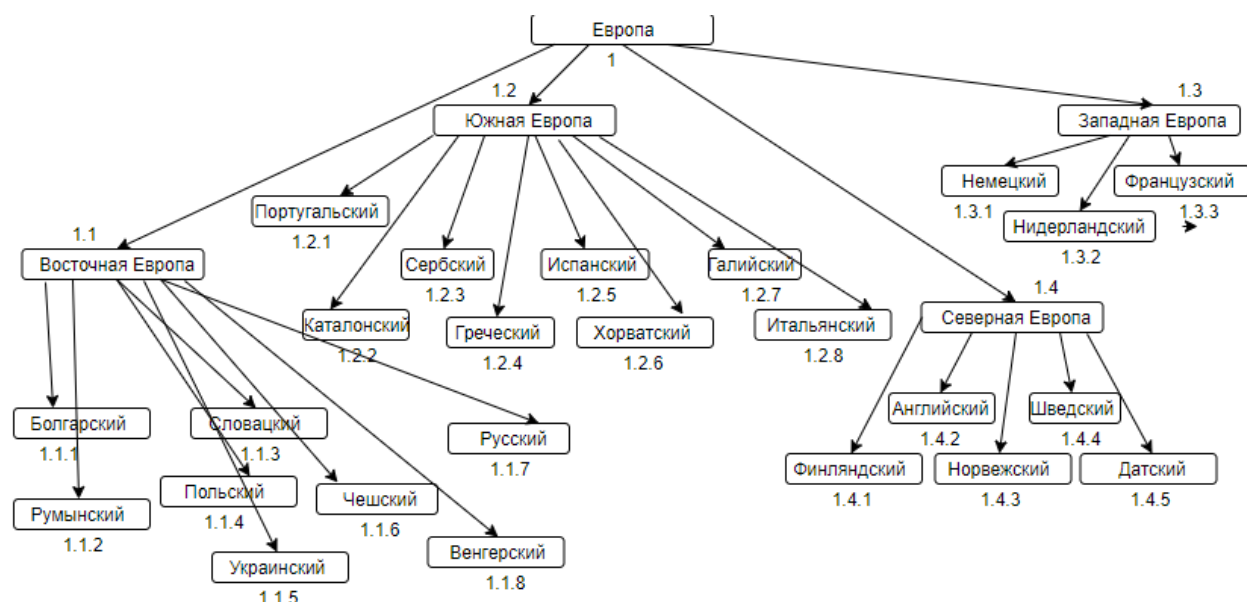 Европа
1
1.2
1.3
Южная Европа
Западная Европа
Немецкий
Французский
1.3.1
1.3.3
Португальский
1.2.1
Нидерландский
1.3.2
1.1
Восточная Европа
Сербский
Испанский
Галийский
1.2.3
1.2.5
1.2.7
1.4
Каталонский
Греческий
Хорватский
Итальянский
Северная Европа
1.2.2
1.2.4
1.2.6
1.2.8
Английский
Шведский
1.4.2
1.4.4
Болгарский
Словацкий
Русский
1.1.1
1.1.3
1.1.7
Финляндский
Норвежский
Датский
1.4.1
1.4.3
1.4.5
Польский
Чешский
1.1.4
1.1.6
Румынский
1.1.2
Украинский
Венгерский
1.1.5
1.1.8